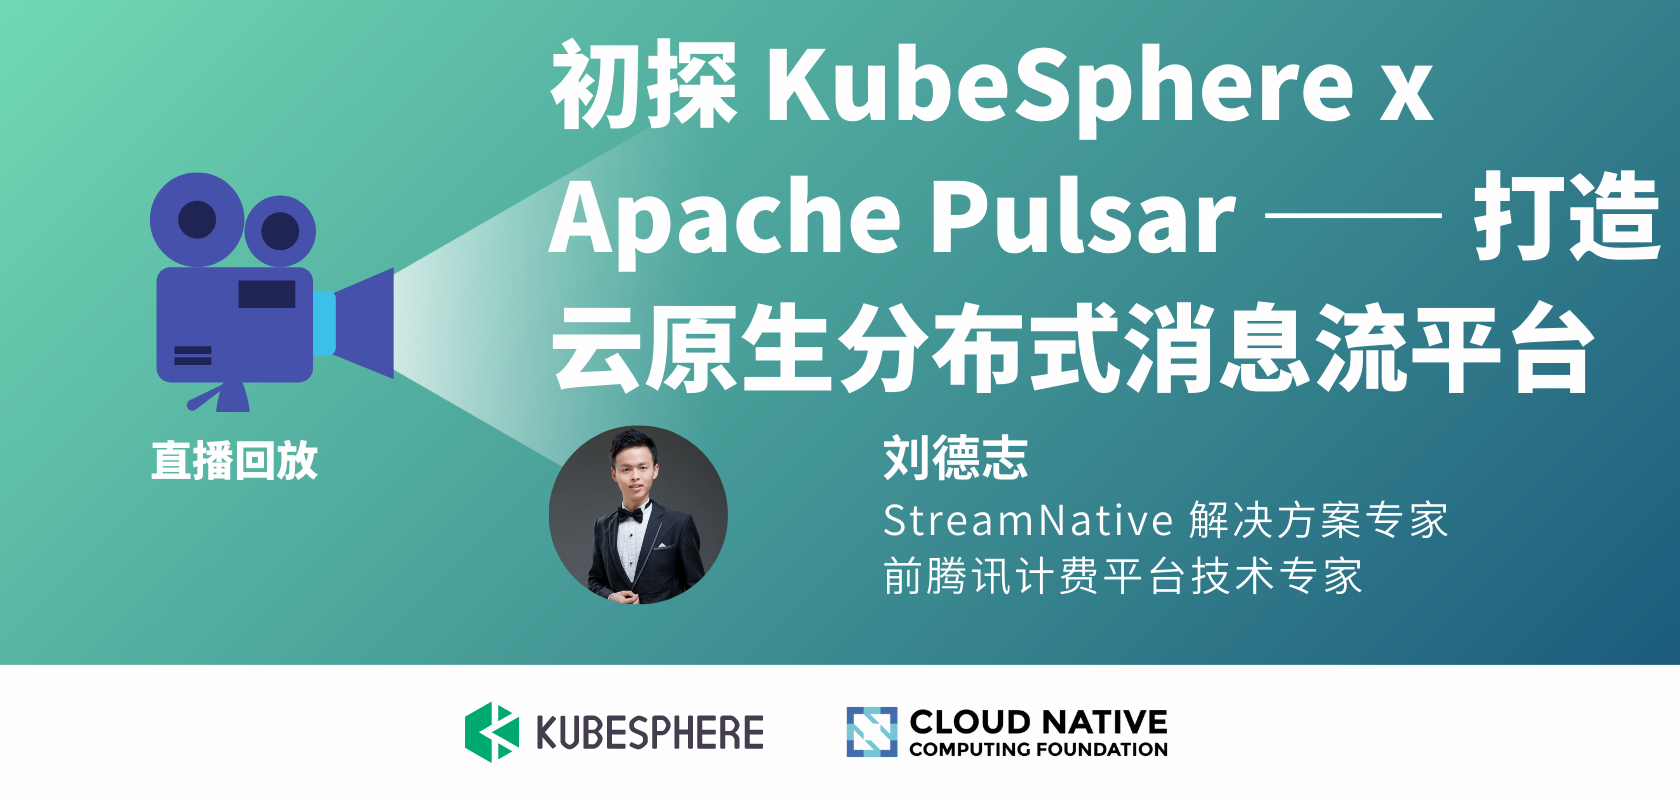 初探 KubeSphere x
Apache Pulsar —— 打造
云原生分布式消息流平台
直播回放
刘德志
StreamNative 解决方案专家
前腾讯计费平台技术专家
KUBESPHERE
CLOUD NATIVE
COMPUTING FOUNDATION